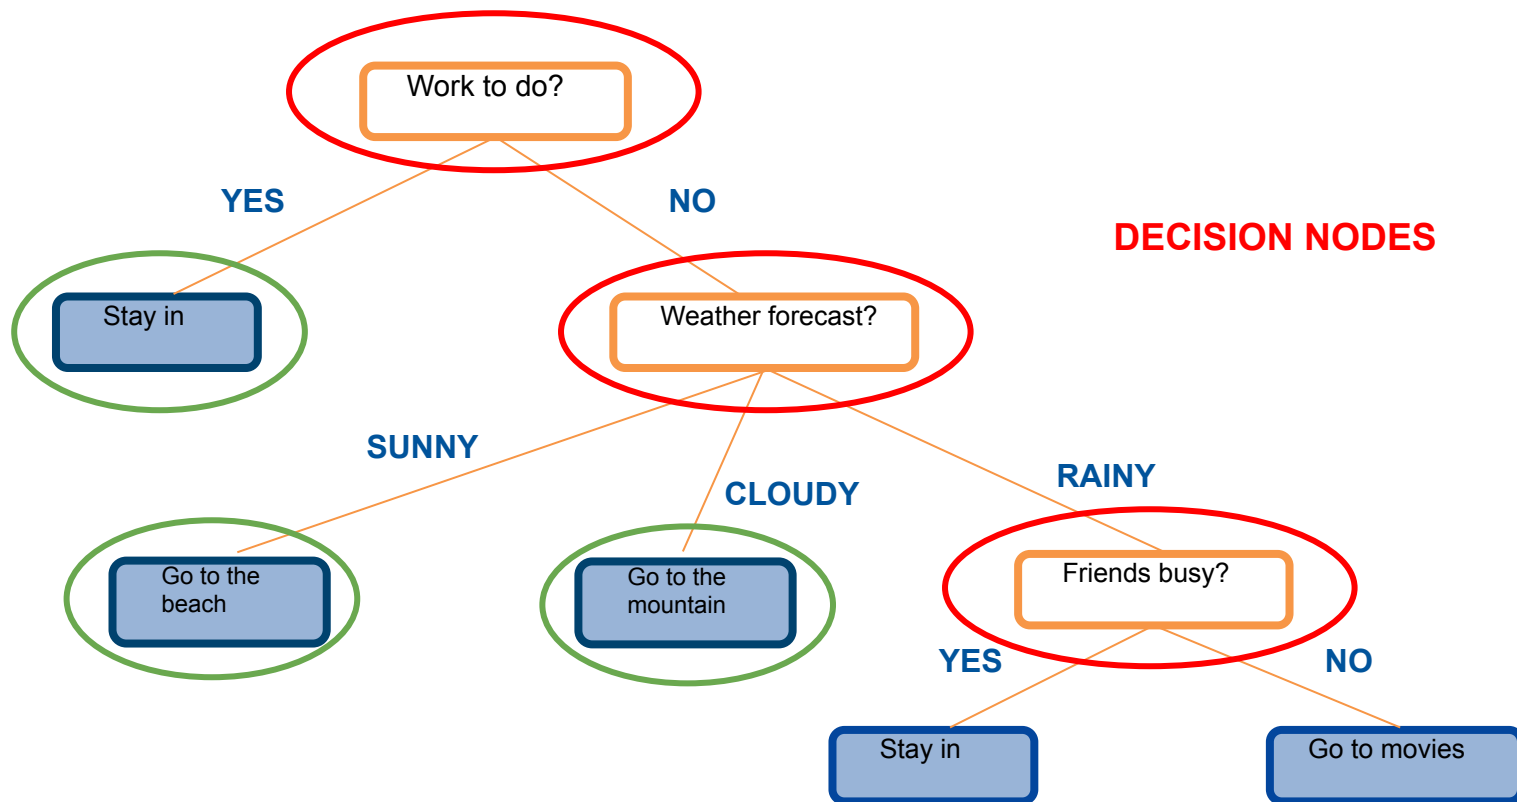 Work to do?
YES
NO
DECISION NODES
Stay in
Weather forecast?
SUNNY
CLOUDY
RAINY
Go to the
beach
Go to the
mountain
Friends busy?
YES
NO
Stay in
Go to movies